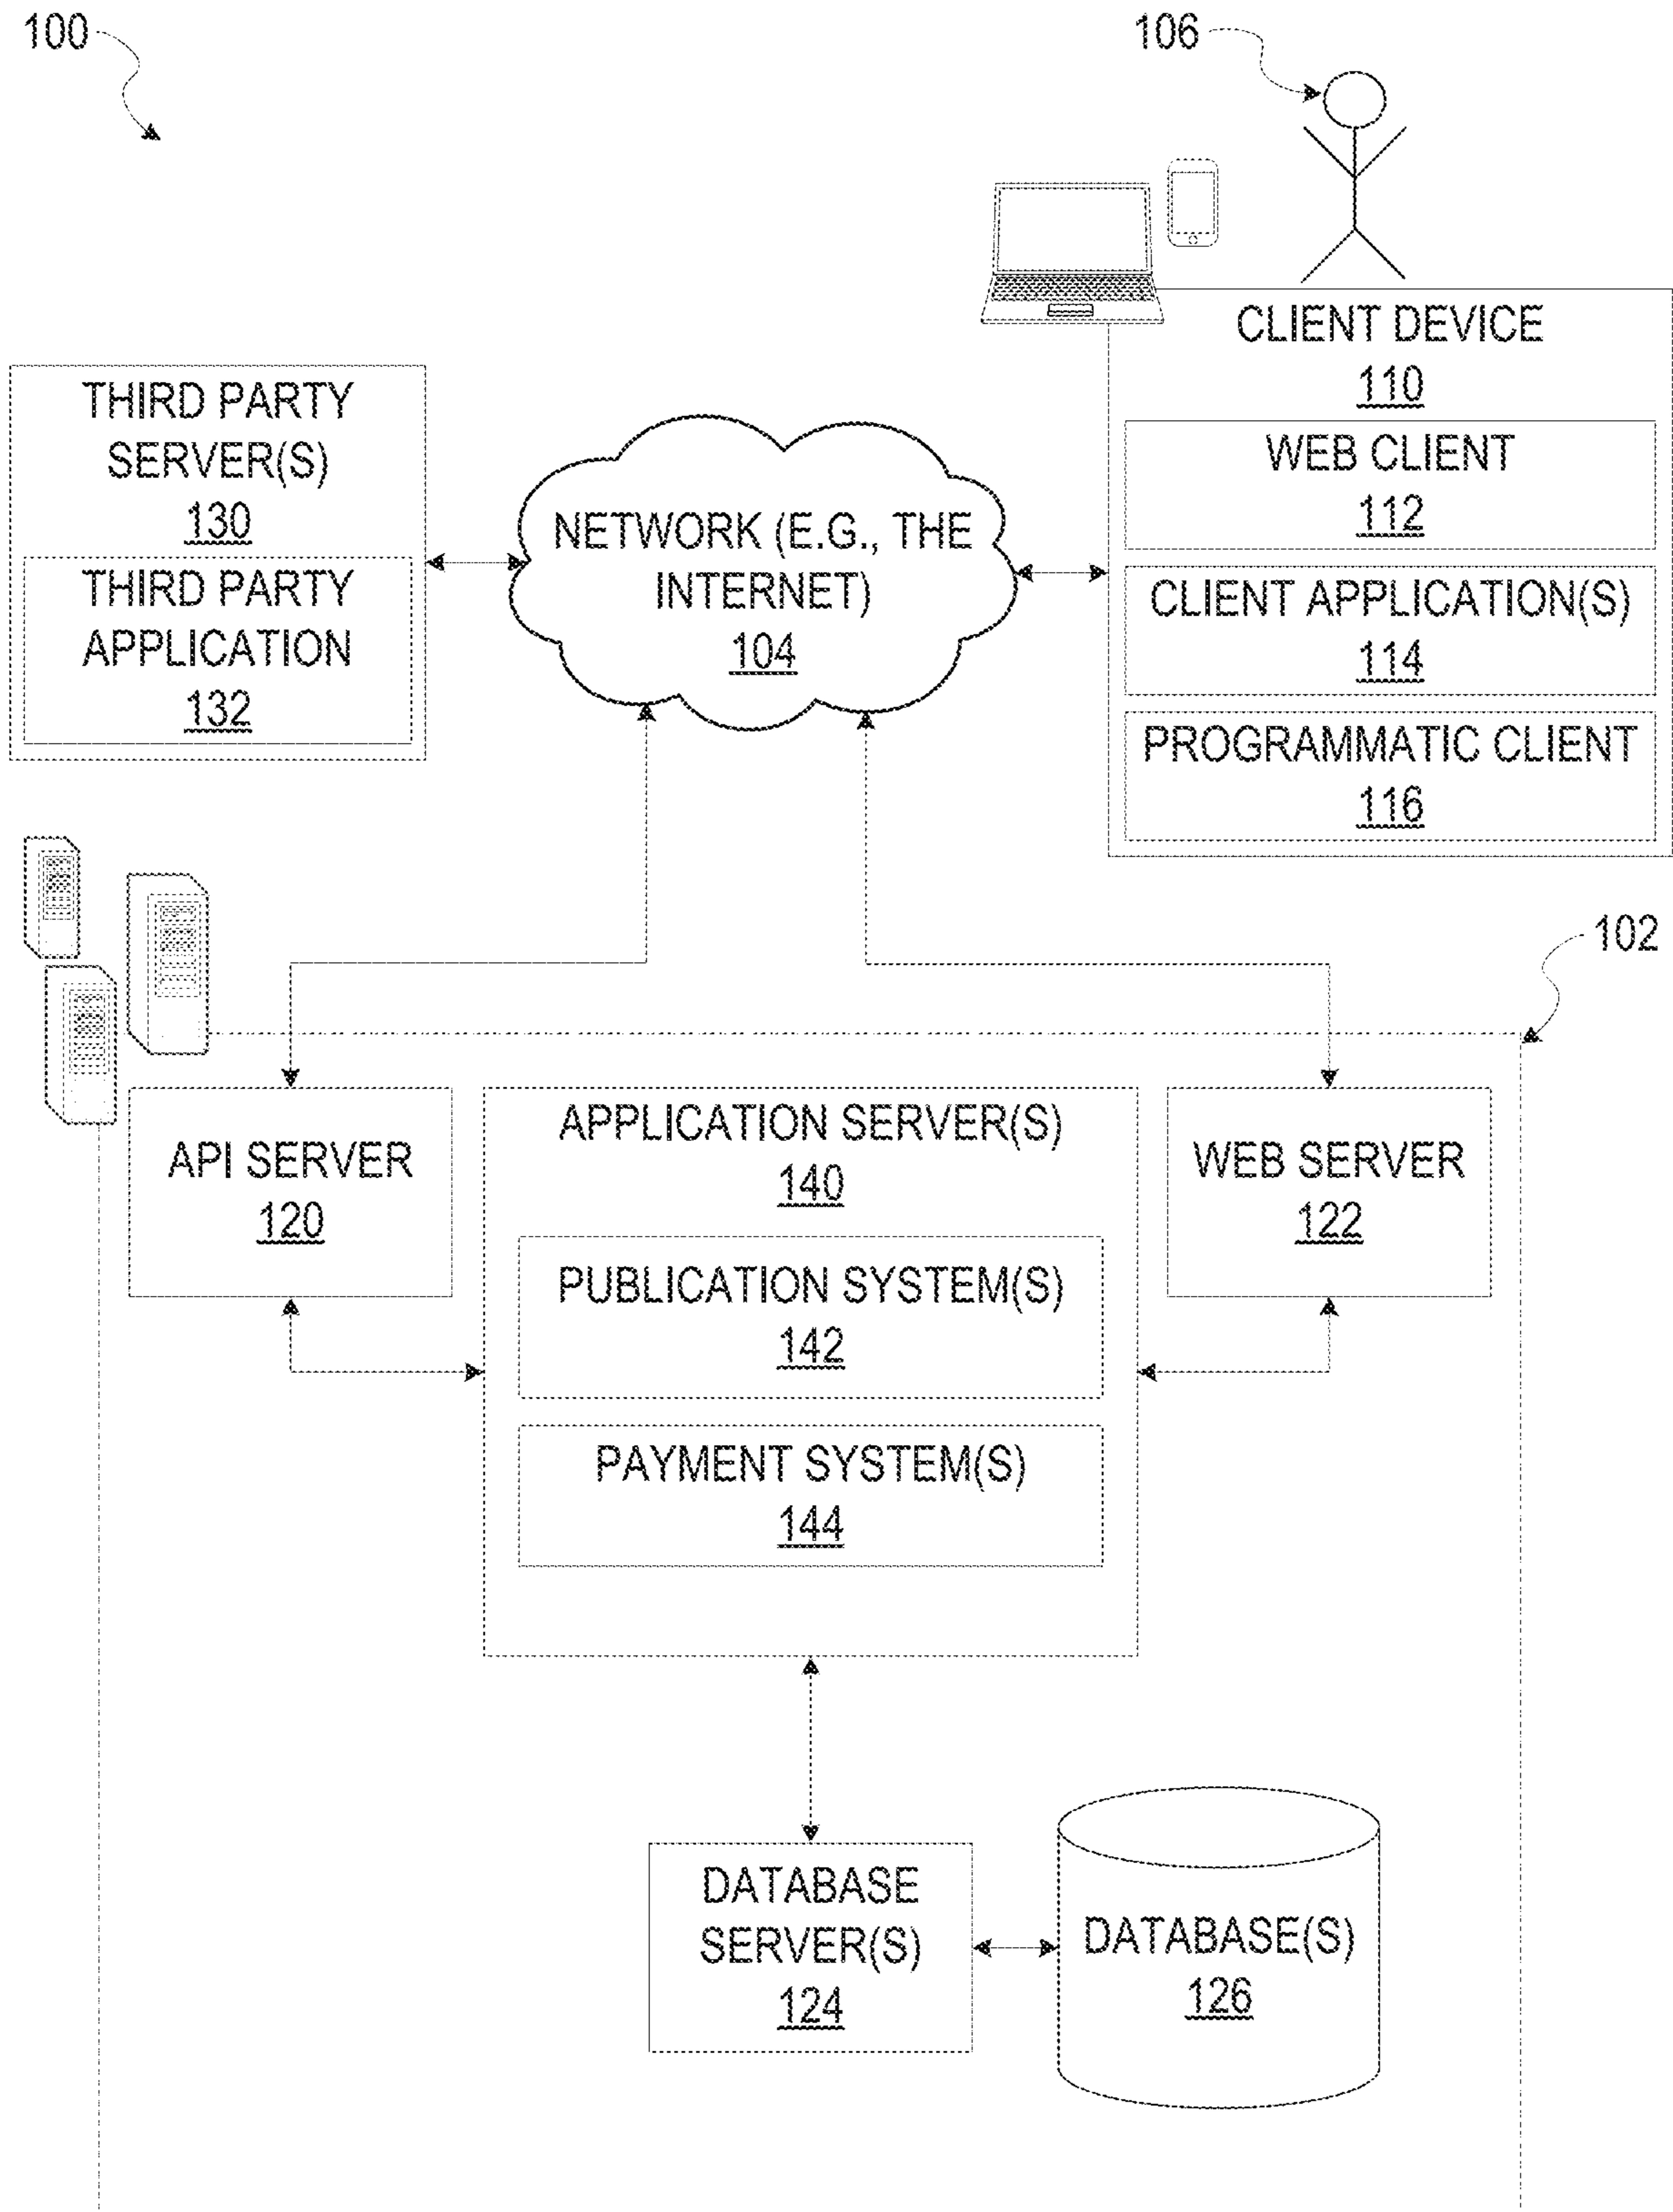 100
106
CLIENT DEVICE
110
WEB CLIENT
112
CLIENT APPLICATION(S)
114
PROGRAMMATIC CLIENT
116
THIRD PARTY
SERVER(S)
130
THIRD PARTY
APPLICATION
132
NETWORK (E.G., THE
INTERNET)
104
102
API SERVER
120
APPLICATION SERVER(S)
140
PUBLICATION SYSTEM(S)
142
PAYMENT SYSTEM(S)
144
WEB SERVER
122
DATABASE
SERVER(S)
124
DATABASE(S)
126